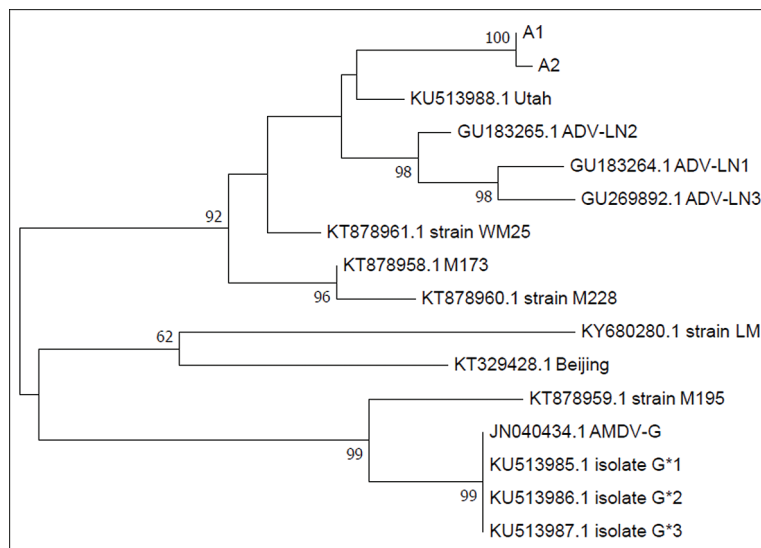 A1
100
A2
KU513988.1 Utah
GU183265.1 ADV-LN2
98
GU183264.1 ADV-LN1
98
GU269892.1 ADV-LN3
92
KT878961.1 strain WM25
KT878958.1 M173
96
KT878960.1 strain M228
KY680280.1 strain LM
62
KT329428.1 Beijing
KT878959.1 strain M195
99
JN040434.1 AMDV-G
KU513985.1 isolate G*1
99
KU513986.1 isolate G*2
KU513987.1 isolate G*3